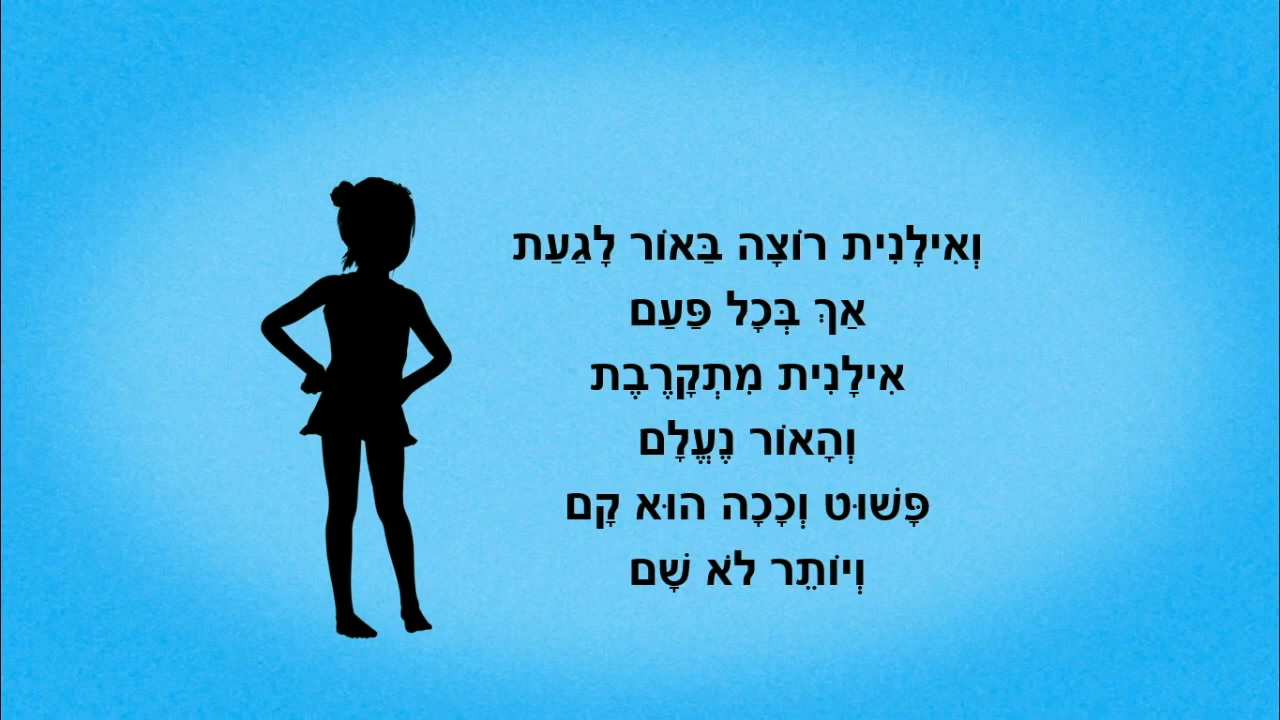 וְאִילָנִית רוֹצָה בַּאוֹר לָגַעַת
אַךְ בְּכָל פַּעַם
אִילָנִית מִתְקָרֶבֶת
וְהָאוֹר נֶעֱלָם
פָּשׁוּט וְכָכָה הוּא קָם
וְיוֹתֵר לֹא שָׁם